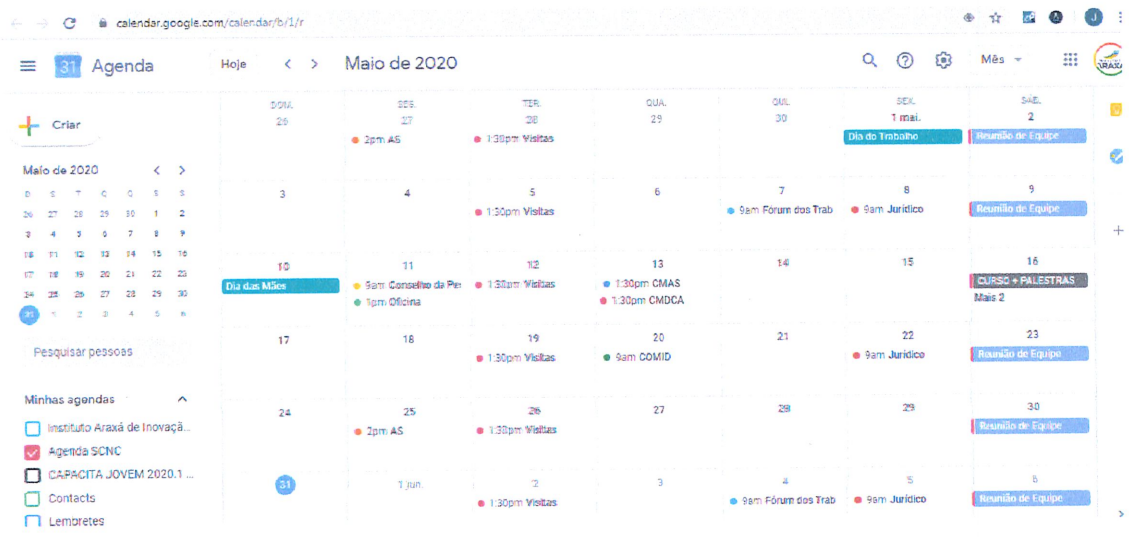 calendar.google.com/calendar/b/1/r
J
31 Agenda
Hoje
Maio de 2020
Mês
ARAXÁ
Criar
Maio de 2020
D S T Q Q S S
26 27 28 29 30 1 2
3 4 5 6 7 8 9
10 11 12 13 14 15 16
17 18 19 20 21 22 23
24 25 26 27 28 29 30
31 1 2 3 4 5 6
Pesquisar pessoas
Minhas agendas
Instituto Araxá de Inovaçã...
Agenda SCNC
CAPACITA JOVEM 2020.1 ...
Contacts
Lembretes
DOM. SEG. TER. QUA. QUI. SEX. SÁB.
26 27 28 29 30 1 mai. 2
2pm AS
1:30pm Visitas
Dia do Trabalho
Reunião de Equipe
3 4 5 6 7 8 9
1:30pm Visitas
9am Fórum dos Trab
9am Jurídico
Reunião de Equipe
10 11 12 13 14 15 16
Dia das Mães
9am Conselho da Pe
1:30pm Visitas
1:30pm CMAS
CURSO + PALESTRAS
1pm Oficina
1:30pm CMDCA
Mais 2
17 18 19 20 21 22 23
1:30pm Visitas
9am COMID
9am Jurídico
Reunião de Equipe
24 25 26 27 28 29 30
2pm AS
1:30pm Visitas
Reunião de Equipe
31 1 jun. 2 3 4 5 6
1:30pm Visitas
9am Fórum dos Trab
9am Jurídico
Reunião de Equipe